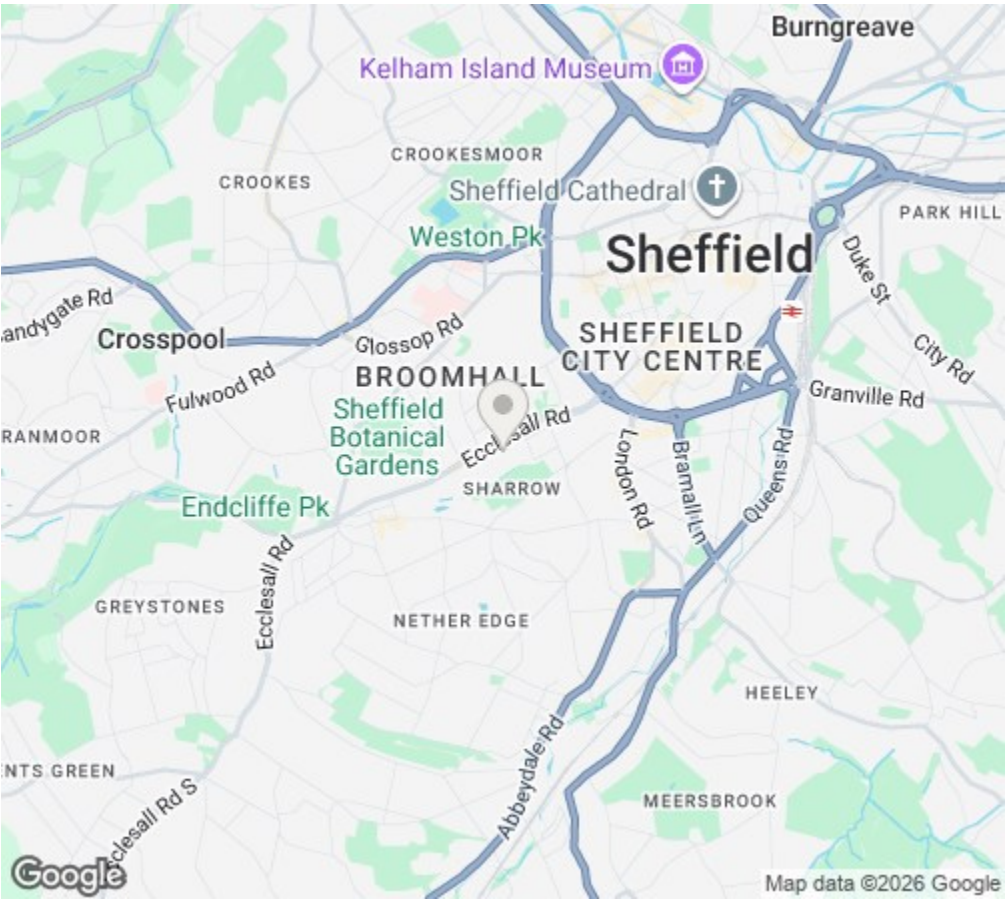 Burngreave
Kelham Island Museum
CROOKESMOOR
CROOKES
Sheffield Cathedral
PARK HILL
Weston Pk
Sheffield
Duke St
andygate Rd
Crosspool
Glossop Rd
SHEFFIELD
CITY CENTRE
City Rd
Fulwood Rd
BROOMHALL
Granville Rd
Sheffield
Botanical
Gardens
Ecclesall Rd
RANMOOR
London Rd
Bramall Ln
Queens Rd
SHARROW
Endcliffe Pk
Ecclesall Rd
GREYSTONES
NETHER EDGE
HEELEY
ENTS GREEN
Abbeydale Rd
MEERSBROOK
cclesall Rd S
Google
Map data ©2026 Google